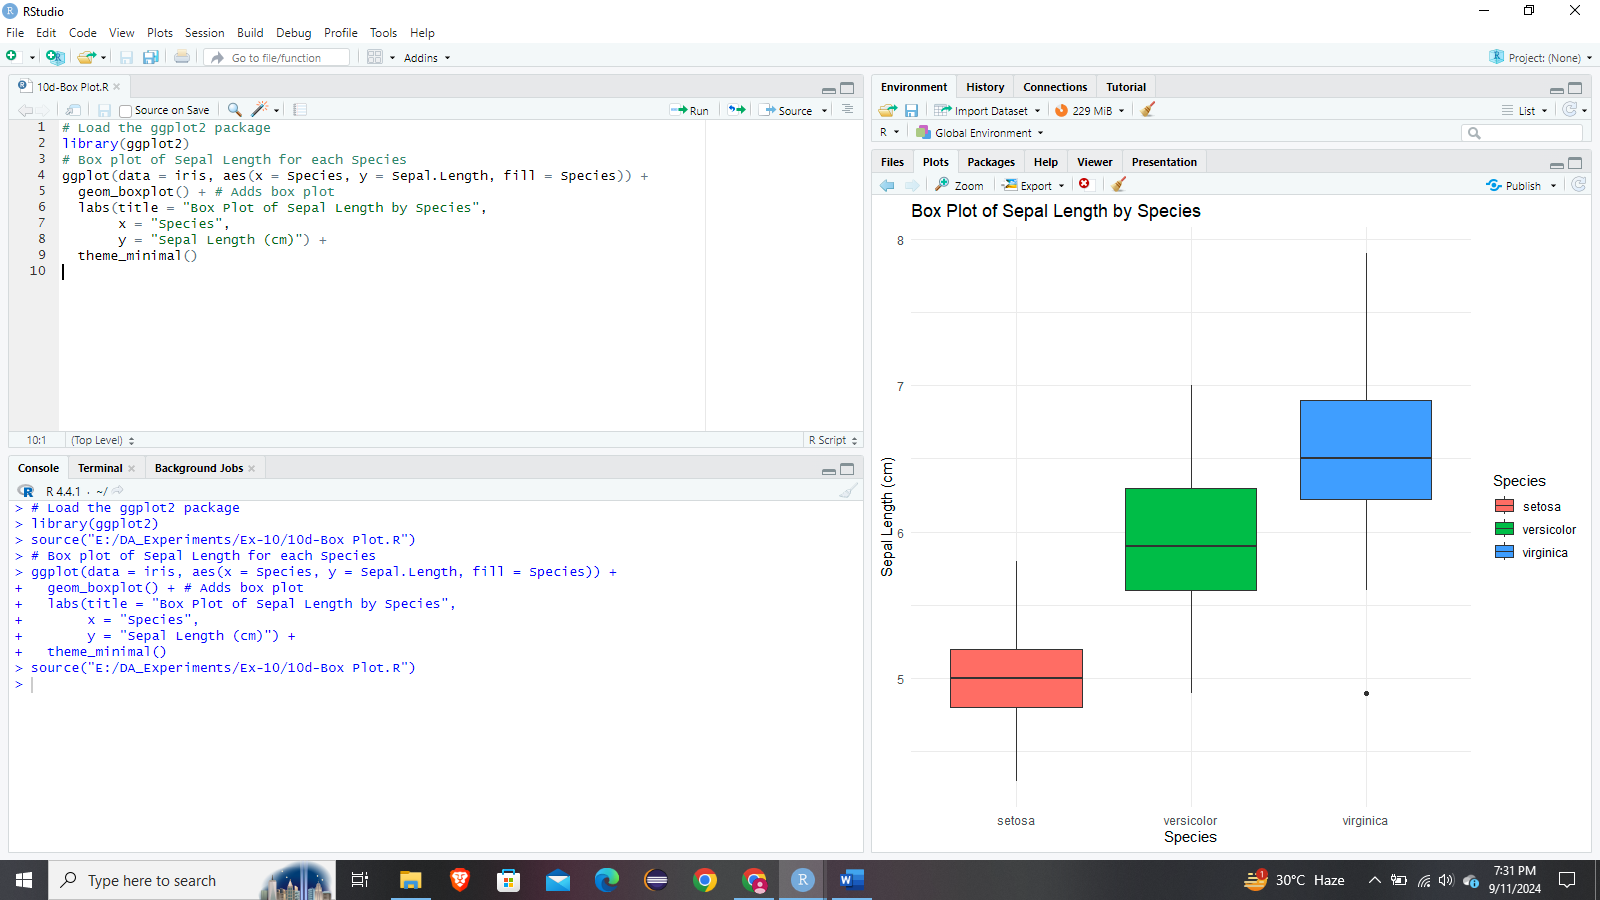 RStudio
File Edit Code View Plots Session Build Debug Profile Tools Help
Go to file/function Addins Project: (None)
10d-Box Plot.R
Source on Save Run Source
1 # Load the ggplot2 package
2 library(ggplot2)
3 # Box plot of Sepal Length for each Species
4 ggplot(data = iris, aes(x = Species, y = Sepal.Length, fill = Species)) +
5 geom_boxplot() + # Adds box plot
6 labs(title = "Box Plot of Sepal Length by Species",
7 x = "Species",
8 y = "Sepal Length (cm)") +
9 theme_minimal()
10
10:1 (Top Level) R Script
Console Terminal Background Jobs
R 4.4.1 · ~/
> # Load the ggplot2 package
> library(ggplot2)
> source("E:/DA_Experiments/Ex-10/10d-Box Plot.R")
> # Box plot of Sepal Length for each Species
> ggplot(data = iris, aes(x = Species, y = Sepal.Length, fill = Species)) +
+ geom_boxplot() + # Adds box plot
+ labs(title = "Box Plot of Sepal Length by Species",
+ x = "Species",
+ y = "Sepal Length (cm)") +
+ theme_minimal()
> source("E:/DA_Experiments/Ex-10/10d-Box Plot.R")
>
Environment History Connections Tutorial
Import Dataset 229 MiB List
R Global Environment
Files Plots Packages Help Viewer Presentation
Zoom Export Publish
Box Plot of Sepal Length by Species
8
7
6
5
Sepal Length (cm)
setosa versicolor virginica
Species
Species
setosa
versicolor
virginica
Type here to search
1 30°C Haze
7:31 PM
9/11/2024